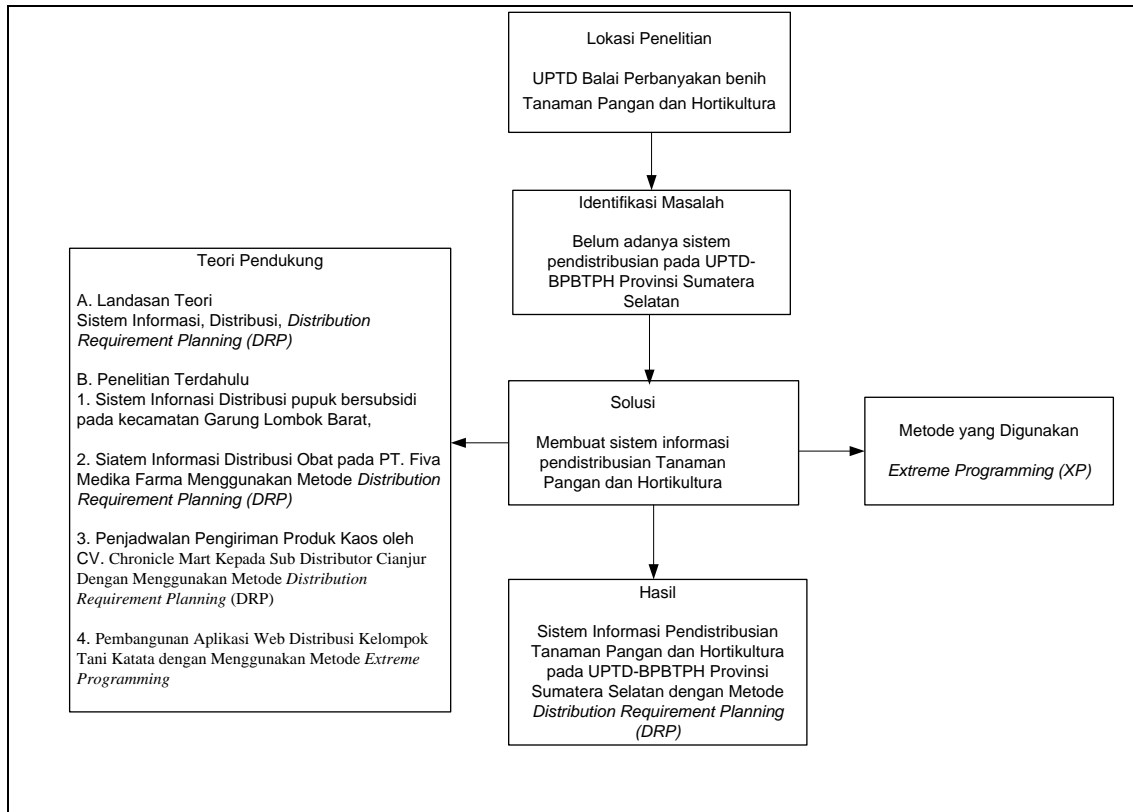 Lokasi Penelitian
UPTD Balai Perbanyakan benih
Tanaman Pangan dan Hortikultura
Identifikasi Masalah
Belum adanya sistem
pendistribusian pada UPTD-
BPBTPH Provinsi Sumatera
Selatan
Teori Pendukung
A. Landasan Teori
Sistem Informasi, Distribusi, Distribution
Requirement Planning (DRP)
B. Penelitian Terdahulu
1. Sistem Infornasi Distribusi pupuk bersubsidi
pada kecamatan Garung Lombok Barat,
2. Siatem Informasi Distribusi Obat pada PT. Fiva
Medika Farma Menggunakan Metode Distribution
Requirement Planning (DRP)
3. Penjadwalan Pengiriman Produk Kaos oleh
CV. Chronicle Mart Kepada Sub Distributor Cianjur
Dengan Menggunakan Metode Distribution
Requirement Planning (DRP)
4. Pembangunan Aplikasi Web Distribusi Kelompok
Tani Katata dengan Menggunakan Metode Extreme
Programming
Solusi
Membuat sistem informasi
pendistribusian Tanaman
Pangan dan Hortikultura
Metode yang Digunakan
Extreme Programming (XP)
Hasil
Sistem Informasi Pendistribusian
Tanaman Pangan dan Hortikultura
pada UPTD-BPBTPH Provinsi
Sumatera Selatan dengan Metode
Distribution Requirement Planning
(DRP)